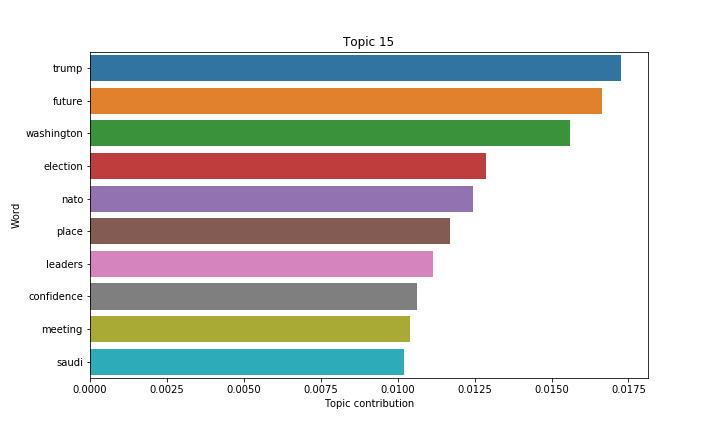 Topic 15
trump
future
washington
election
nato
place
leaders
confidence
meeting
saudi
Word
0.0000 0.0025 0.0050 0.0075 0.0100 0.0125 0.0150 0.0175
Topic contribution